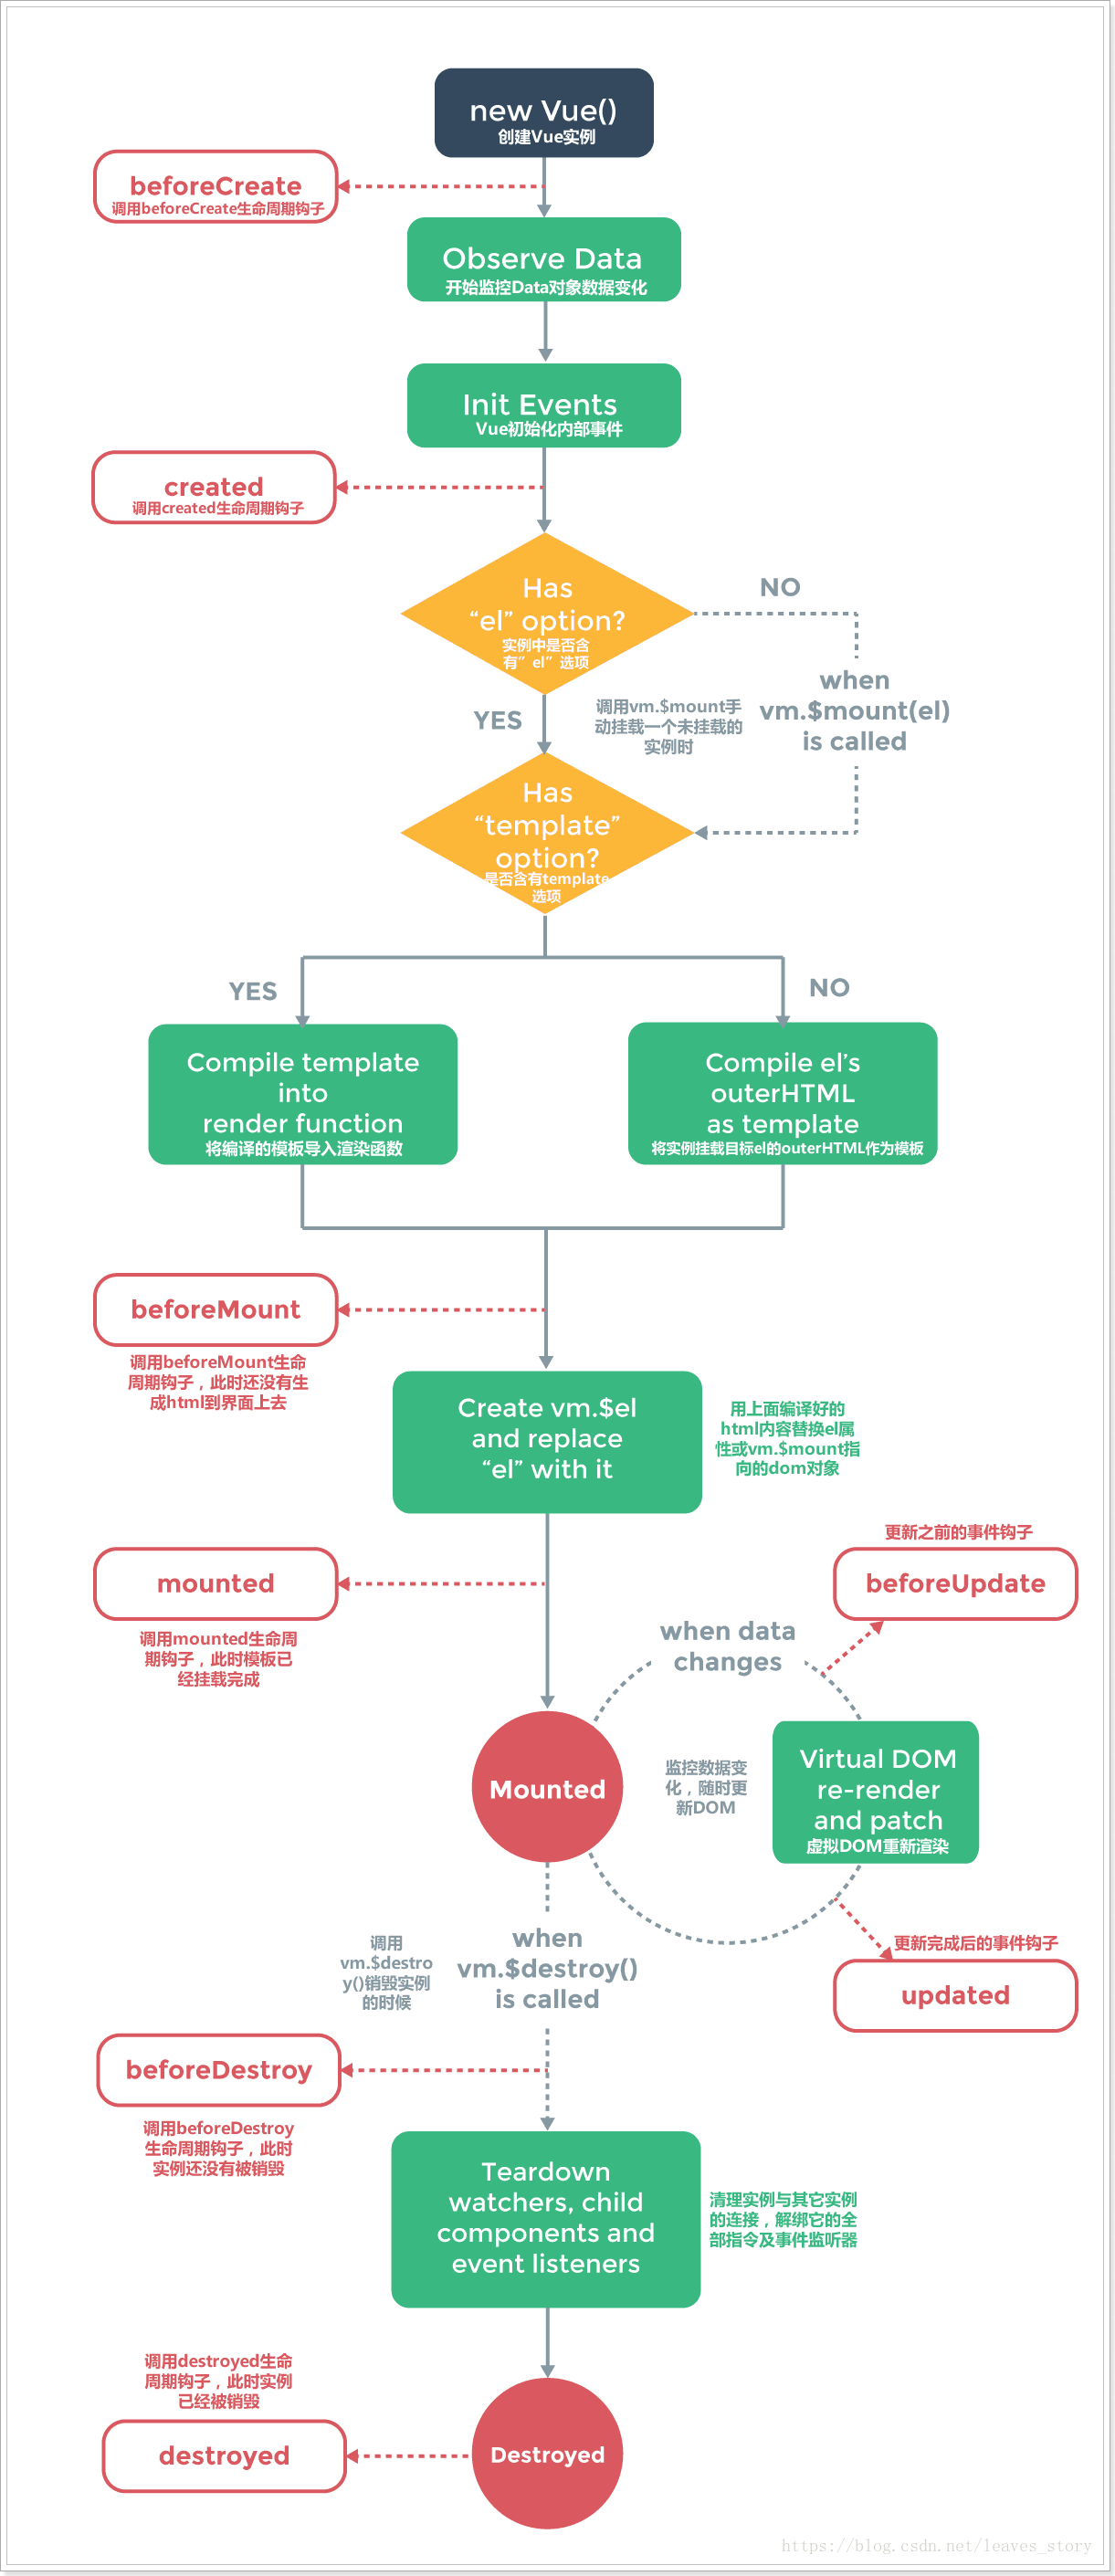 new Vue()
创建Vue实例
beforeCreate
调用beforeCreate生命周期钩子
Observe Data
开始监控Data对象数据变化
Init Events
Vue初始化内部事件
created
调用created生命周期钩子
Has
“el” option?
实例中是否含
有”el”选项
NO
YES
调用vm.$mount手
动挂载一个未挂载的
实例时
when
vm.$mount(el)
is called
Has
“template”
option?
是否含有template
选项
YES
NO
Compile template
into
render function
将编译的模板导入渲染函数
Compile el’s
outerHTML
as template
将实例挂载目标el的outerHTML作为模板
beforeMount
调用beforeMount生命
周期钩子，此时还没有生
成html到界面上去
Create vm.$el
and replace
“el” with it
用上面编译好的
html内容替换el属
性或vm.$mount指
向的dom对象
mounted
调用mounted生命周
期钩子，此时模板已
经挂载完成
更新之前的事件钩子
beforeUpdate
when data
changes
Mounted
监控数据变
化，随时更
新DOM
Virtual DOM
re-render
and patch
虚拟DOM重新渲染
更新完成后的事件钩子
updated
调用
vm.$destro
y()销毁实例
的时候
when
vm.$destroy()
is called
beforeDestroy
调用beforeDestroy
生命周期钩子，此时
实例还没有被销毁
Teardown
watchers, child
components and
event listeners
清理实例与其它实例
的连接，解绑它的全
部指令及事件监听器
调用destroyed生命
周期钩子，此时实例
已经被销毁
destroyed
Destroyed
https://blog.csdn.net/leaves_story